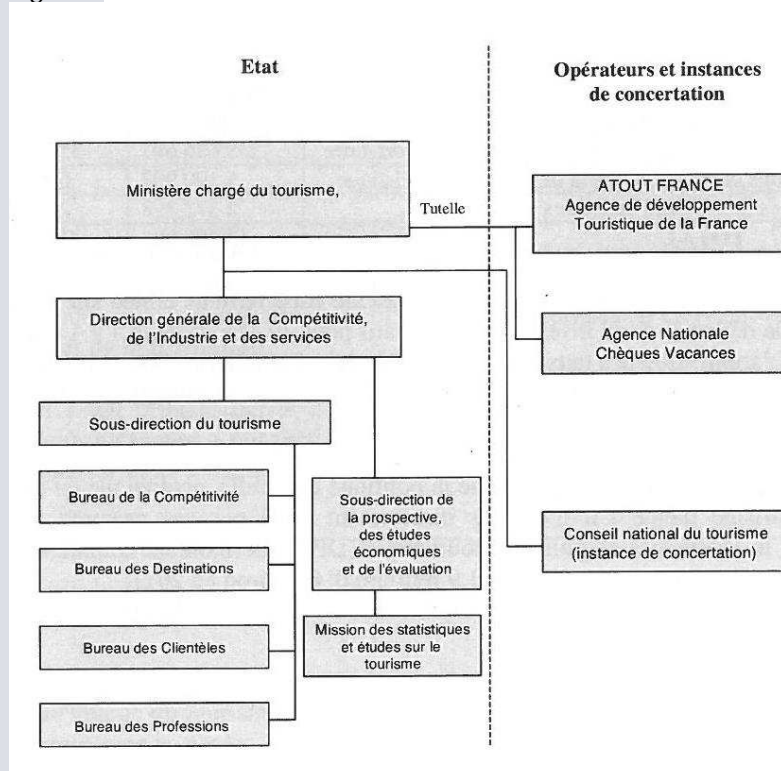 Etat
Opérateurs et instances
de concertation
Ministère chargé du tourisme,
Tutelle
ATOUT FRANCE
Agence de développement
Touristique de la France
Direction générale de la Compétitivité,
de l'Industrie et des services
Agence Nationale
Chèques Vacances
Sous-direction du tourisme
Bureau de la Compétitivité
Bureau des Destinations
Bureau des Clientèles
Bureau des Professions
Sous-direction de
la prospective,
des études
économiques
et de l'évaluation
Mission des statistiques
et études sur le
tourisme
Conseil national du tourisme
(instance de concertation)